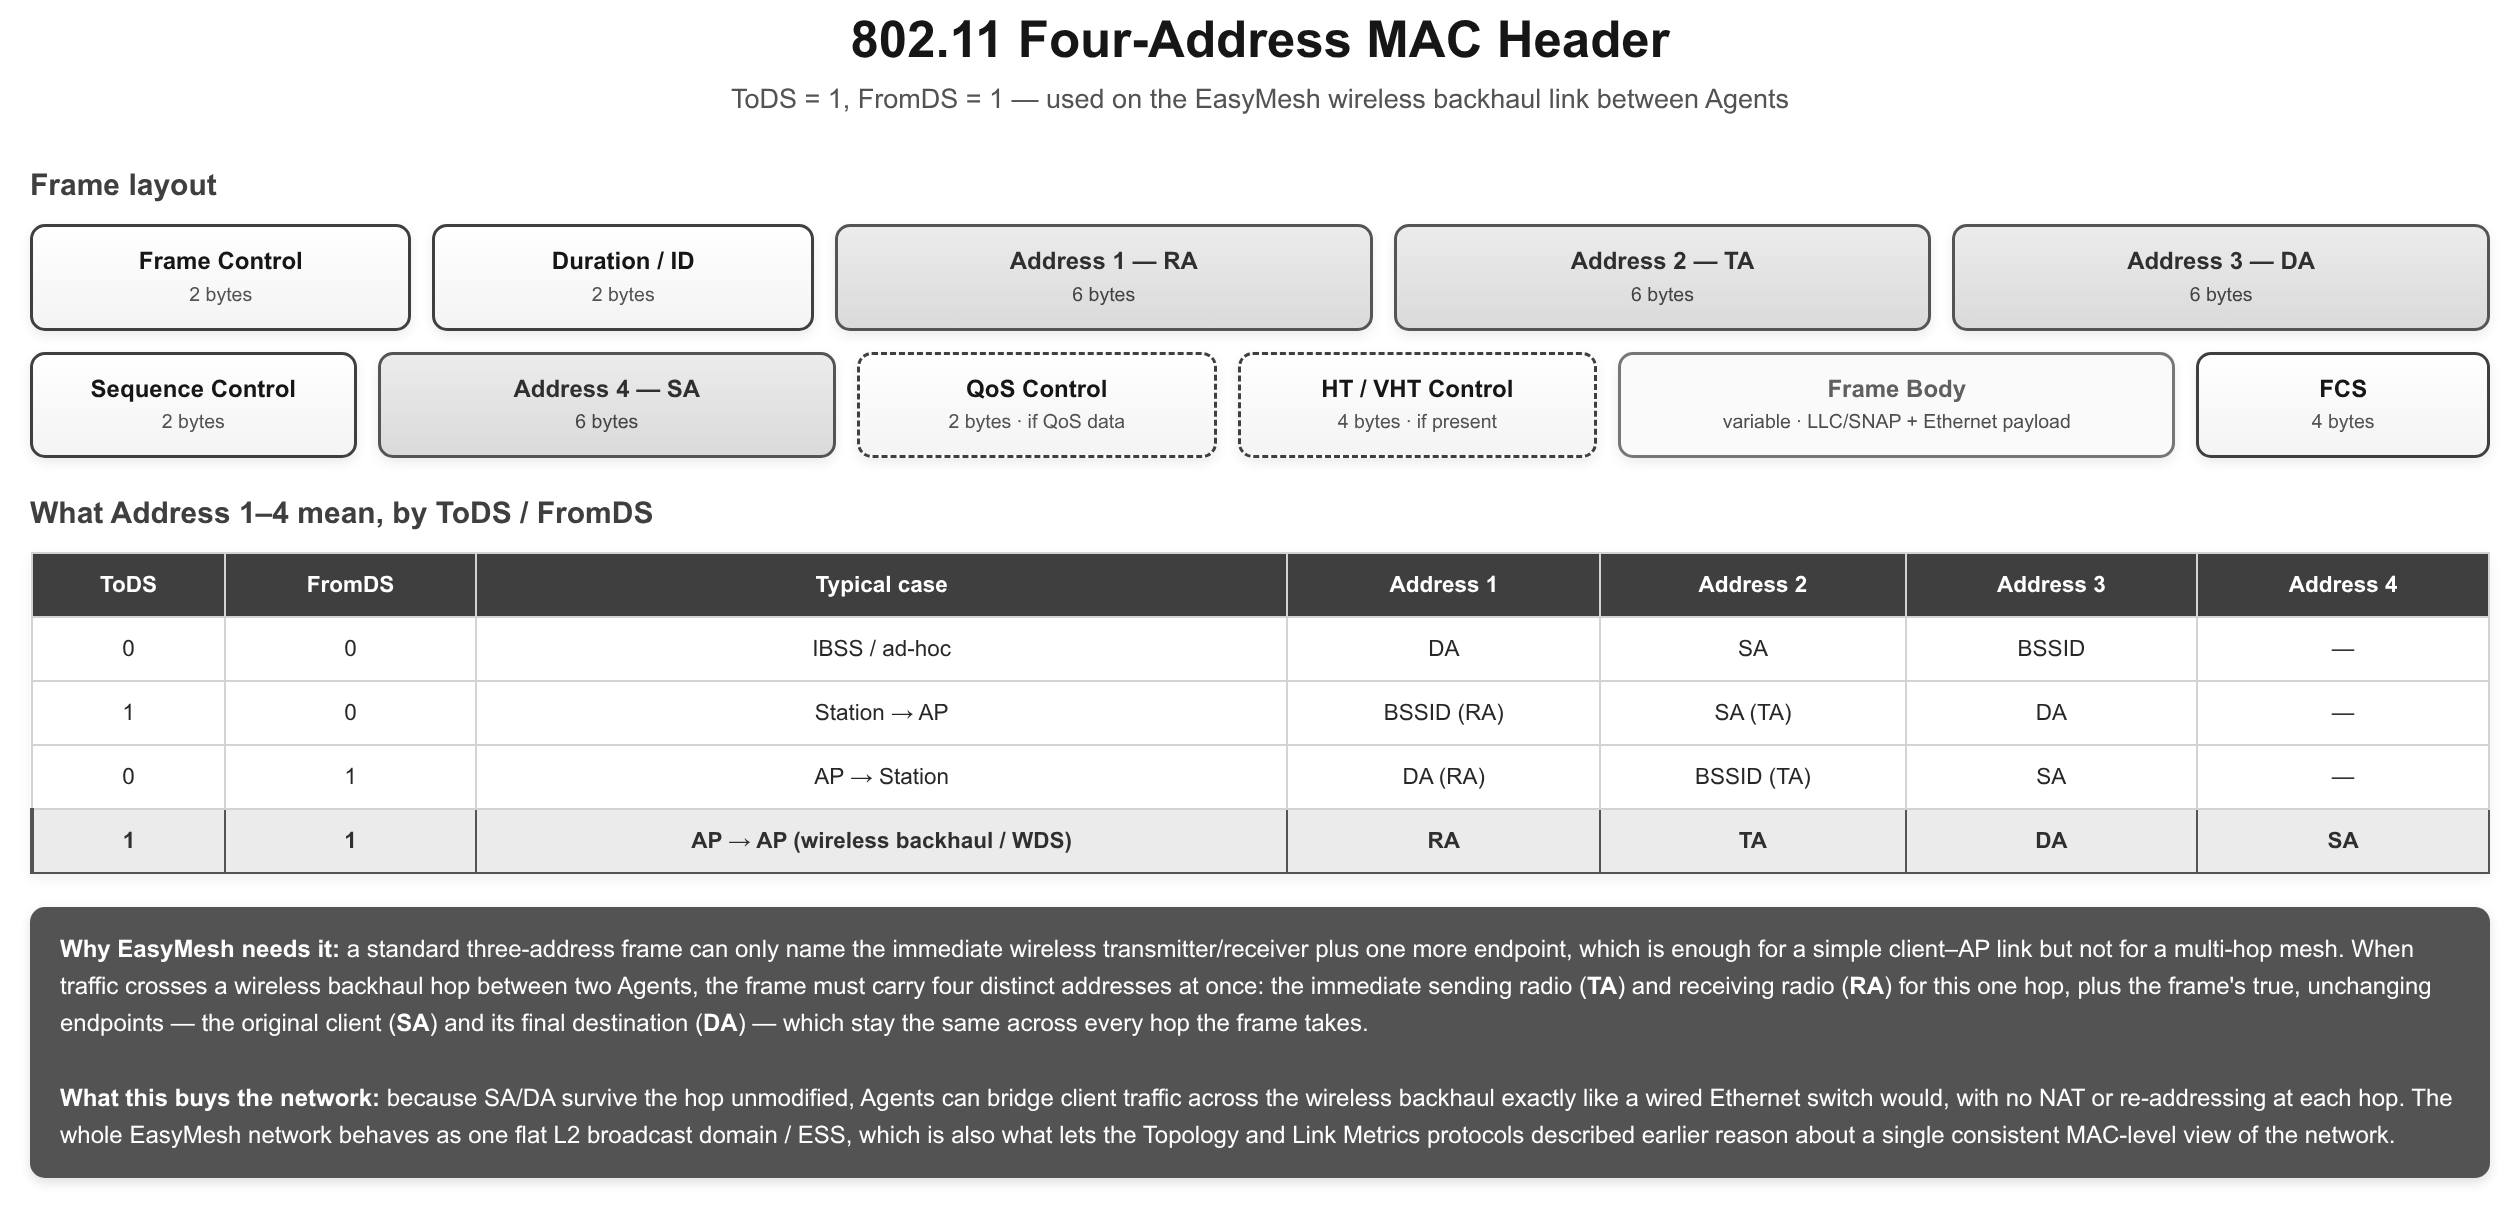 802.11 Four-Address MAC Header
ToDS = 1, FromDS = 1 — used on the EasyMesh wireless backhaul link between Agents
Frame layout
Frame Control
2 bytes
Duration / ID
2 bytes
Address 1 — RA
6 bytes
Address 2 — TA
6 bytes
Address 3 — DA
6 bytes
Sequence Control
2 bytes
Address 4 — SA
6 bytes
QoS Control
2 bytes · if QoS data
HT / VHT Control
4 bytes · if present
Frame Body
variable · LLC/SNAP + Ethernet payload
FCS
4 bytes
What Address 1–4 mean, by ToDS / FromDS
ToDS FromDS Typical case Address 1 Address 2 Address 3 Address 4
0 0 IBSS / ad-hoc DA SA BSSID —
1 0 Station → AP BSSID (RA) SA (TA) DA —
0 1 AP → Station DA (RA) BSSID (TA) SA —
1 1 AP → AP (wireless backhaul / WDS) RA TA DA SA
Why EasyMesh needs it: a standard three-address frame can only name the immediate wireless transmitter/receiver plus one more endpoint, which is enough for a simple client–AP link but not for a multi-hop mesh. When
traffic crosses a wireless backhaul hop between two Agents, the frame must carry four distinct addresses at once: the immediate sending radio (TA) and receiving radio (RA) for this one hop, plus the frame's true, unchanging
endpoints — the original client (SA) and its final destination (DA) — which stay the same across every hop the frame takes.
What this buys the network: because SA/DA survive the hop unmodified, Agents can bridge client traffic across the wireless backhaul exactly like a wired Ethernet switch would, with no NAT or re-addressing at each hop. The
whole EasyMesh network behaves as one flat L2 broadcast domain / ESS, which is also what lets the Topology and Link Metrics protocols described earlier reason about a single consistent MAC-level view of the network.